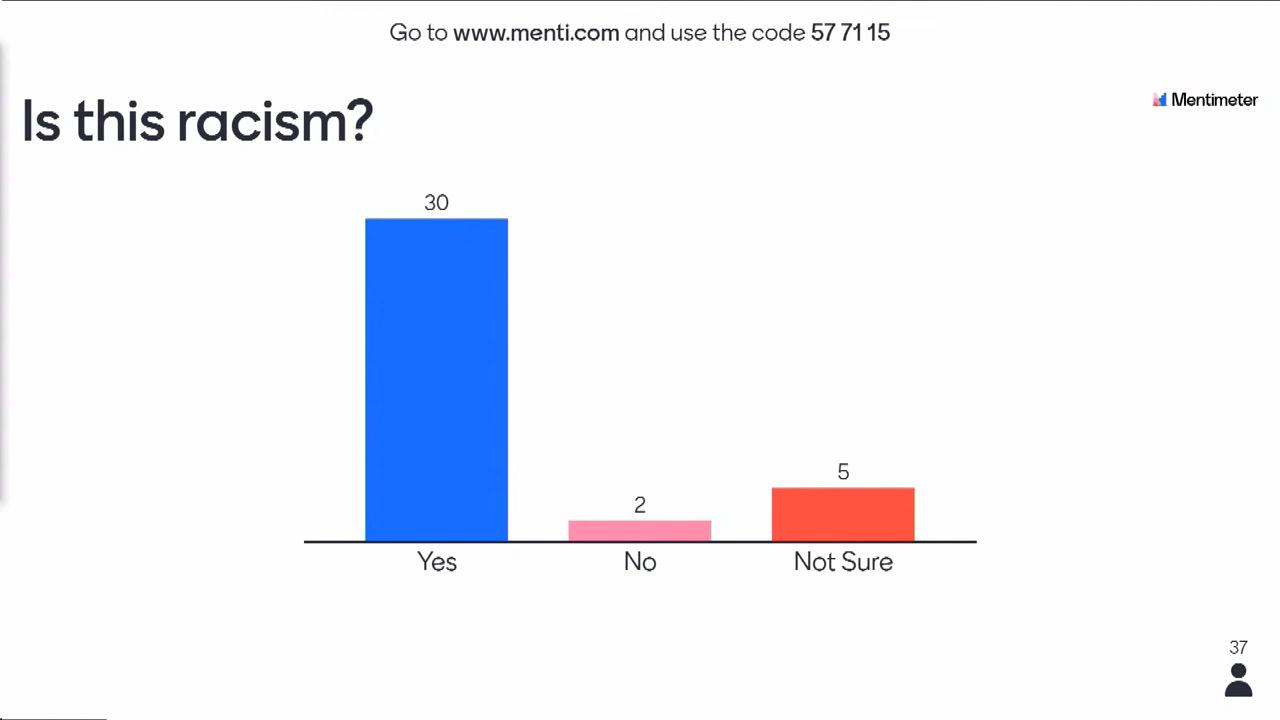 Go to www.menti.com and use the code 57 71 15
Is this racism?
Mentimeter
30
2
5
Yes
No
Not Sure
37